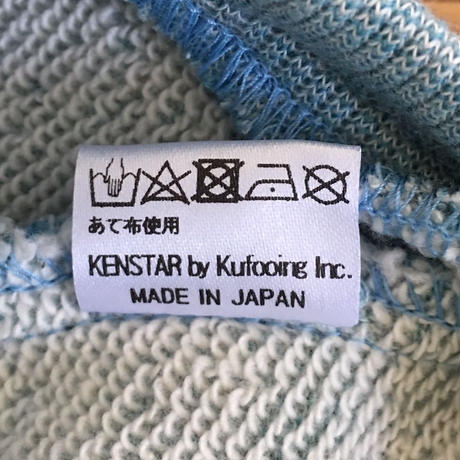 あて布使用
KENSTAR by Kufooing Inc.
MADE IN JAPAN